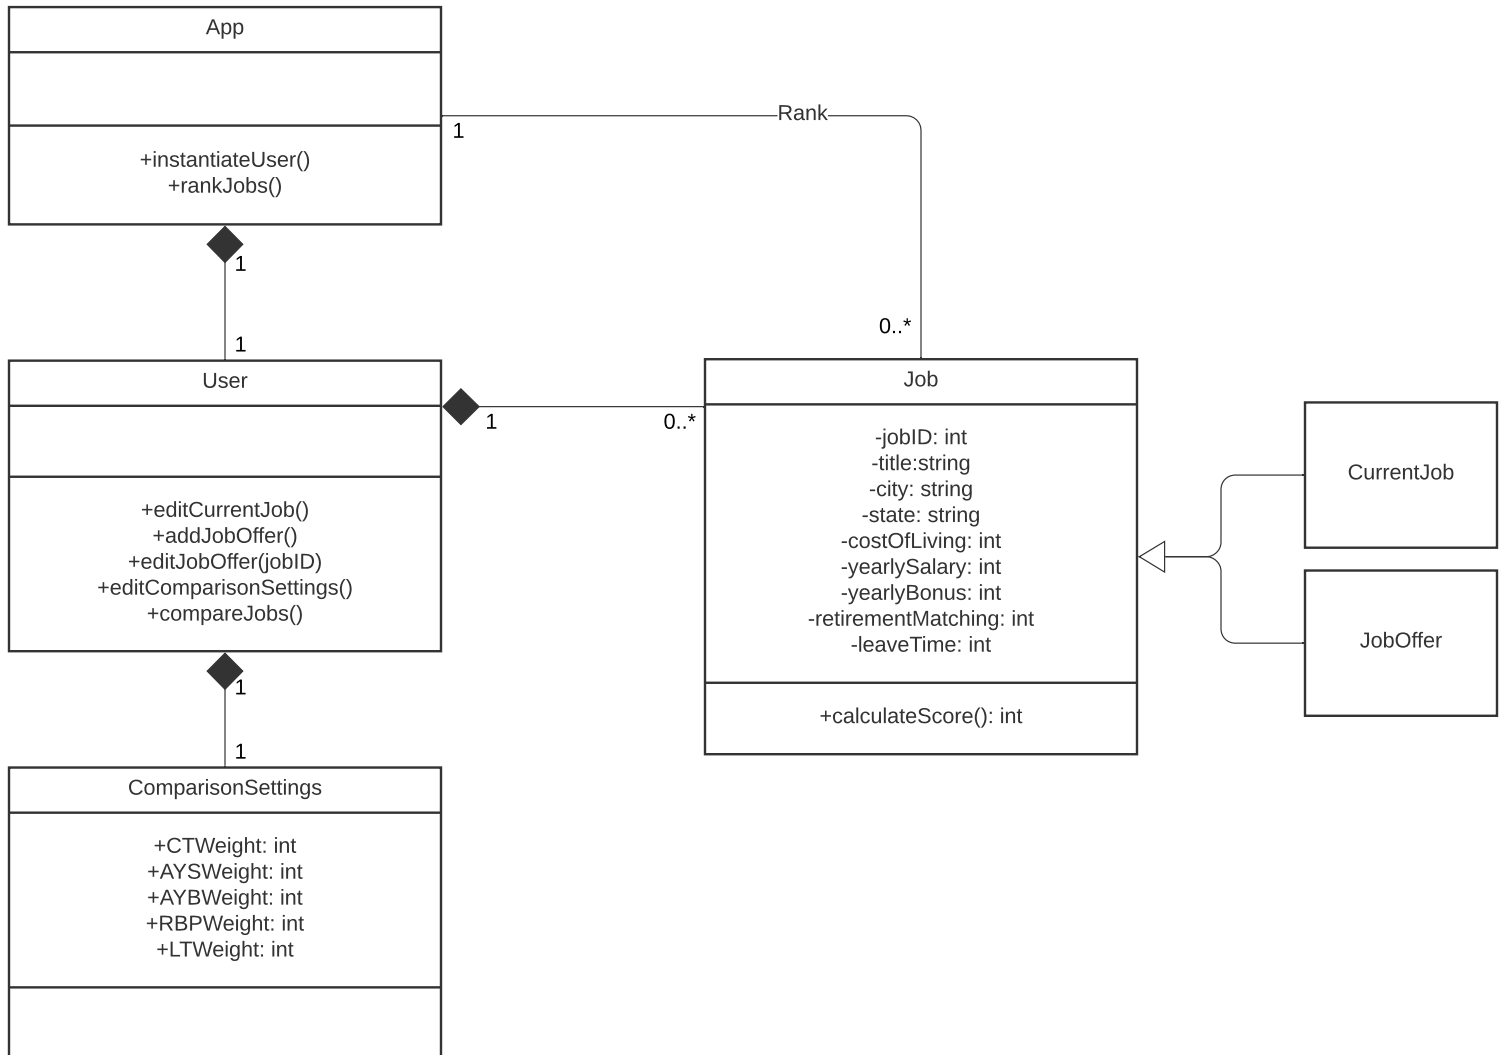 App
+instantiateUser()
+rankJobs()
1
Rank
1
1
0..*
User
+editCurrentJob()
+addJobOffer()
+editJobOffer(jobID)
+editComparisonSettings()
+compareJobs()
1
0..*
Job
-jobID: int
-title:string
-city: string
-state: string
-costOfLiving: int
-yearlySalary: int
-yearlyBonus: int
-retirementMatching: int
-leaveTime: int
+calculateScore(): int
CurrentJob
JobOffer
1
1
ComparisonSettings
+CTWeight: int
+AYSWeight: int
+AYBWeight: int
+RBPWeight: int
+LTWeight: int